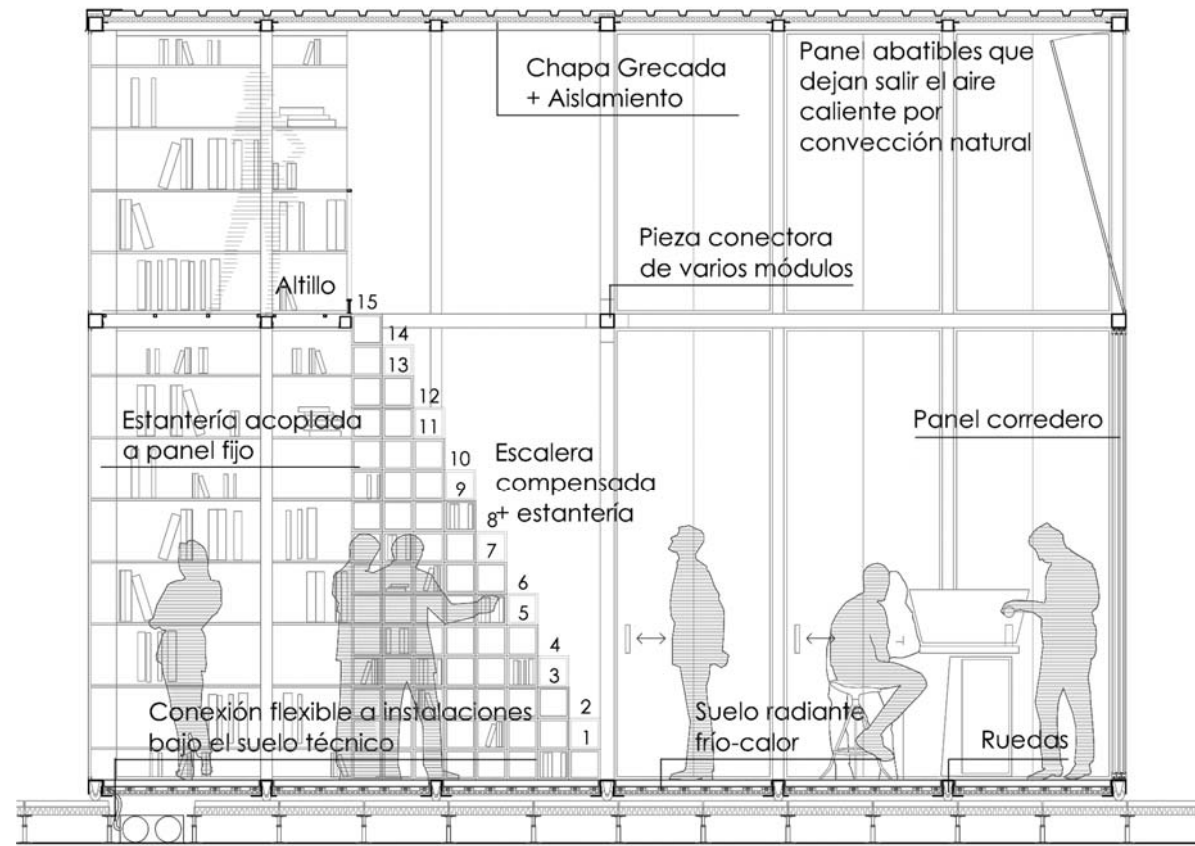 Chapa Grecada
+ Aislamiento
Panel abatibles que
dejan salir el aire
caliente por
convección natural
Pieza conectora
de varios módulos
Altillo
15
14
13
12
11
10
9
8
7
6
5
4
3
2
1
Estantería acoplada
a panel fijo
Escalera
compensada
+ estantería
Panel corredero
Conexión flexible a instalaciones
bajo el suelo técnico
Suelo radiante
frío-calor
Ruedas